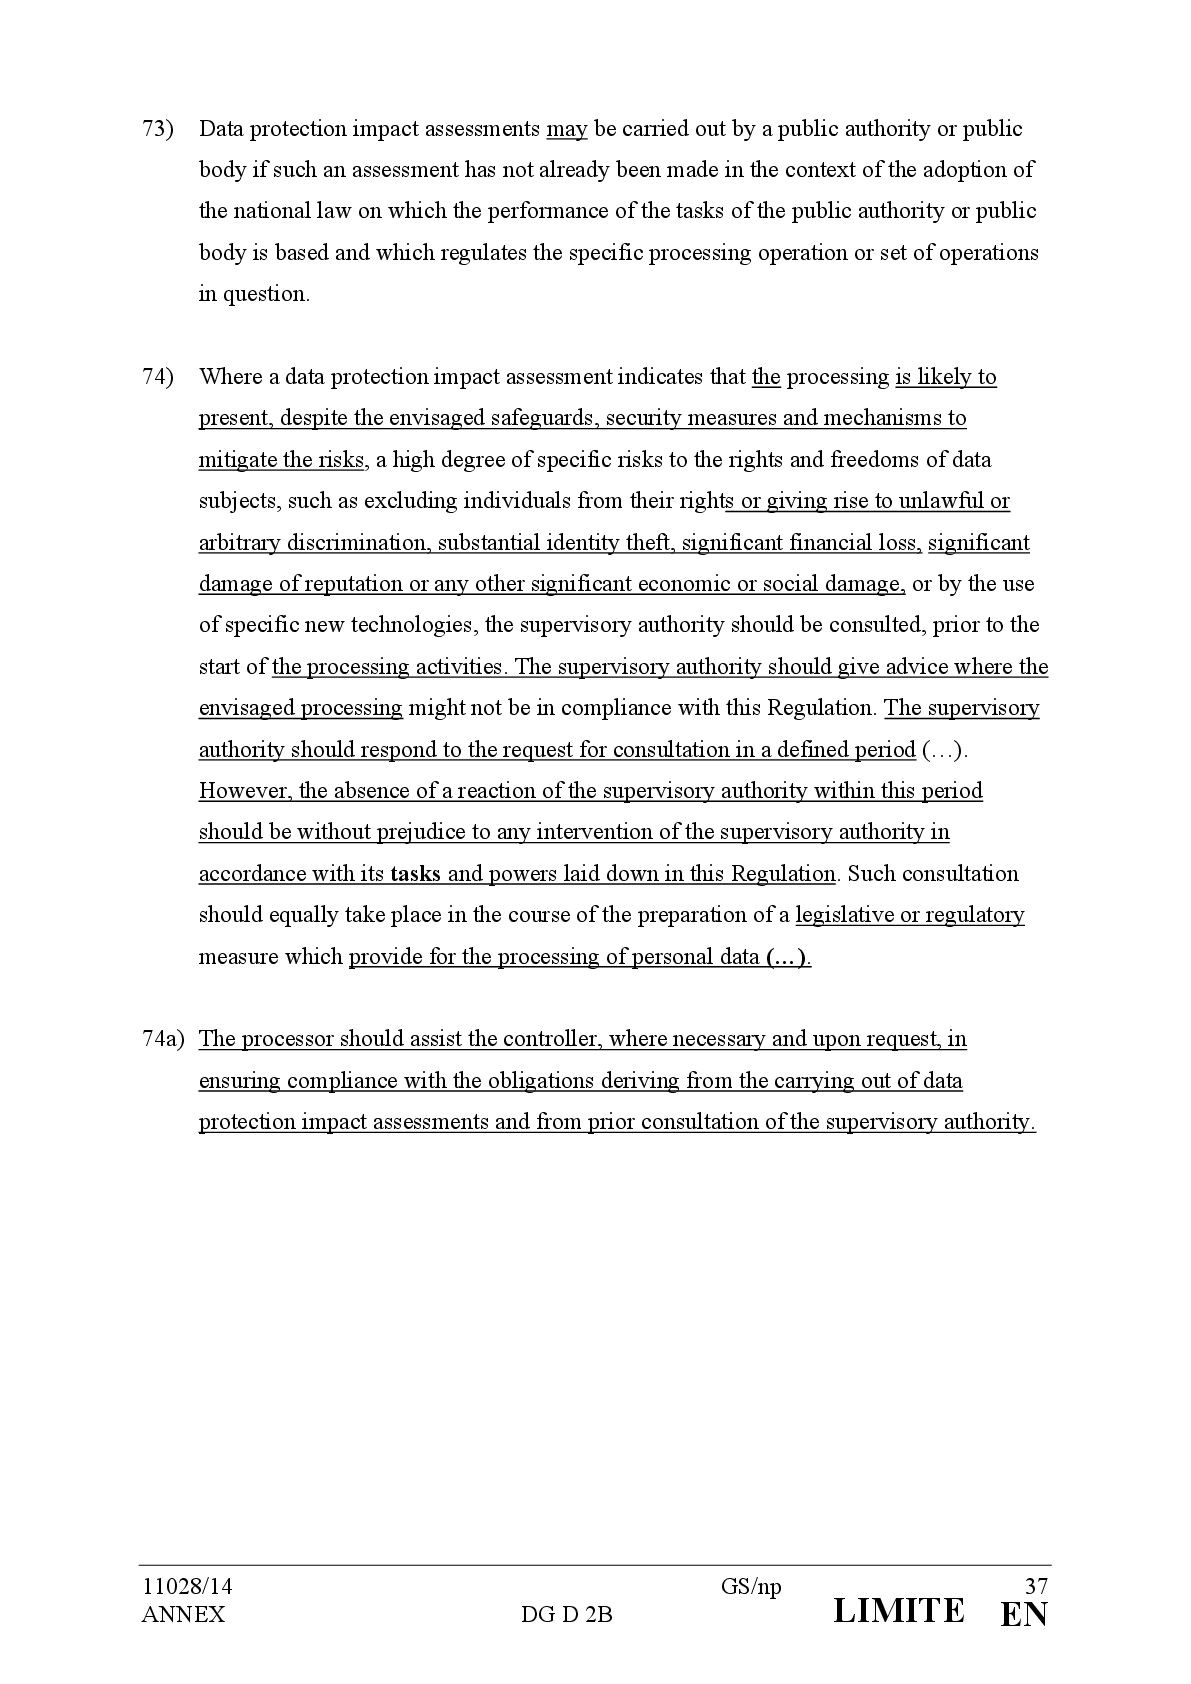 73) Data protection impact assessments may be carried out by a public authority or public
body if such an assessment has not already been made in the context of the adoption of
the national law on which the performance of the tasks of the public authority or public
body is based and which regulates the specific processing operation or set of operations
in question.
74) Where a data protection impact assessment indicates that the processing is likely to
present, despite the envisaged safeguards, security measures and mechanisms to
mitigate the risks, a high degree of specific risks to the rights and freedoms of data
subjects, such as excluding individuals from their rights or giving rise to unlawful or
arbitrary discrimination, substantial identity theft, significant financial loss, significant
damage of reputation or any other significant economic or social damage, or by the use
of specific new technologies, the supervisory authority should be consulted, prior to the
start of the processing activities. The supervisory authority should give advice where the
envisaged processing might not be in compliance with this Regulation. The supervisory
authority should respond to the request for consultation in a defined period (…).
However, the absence of a reaction of the supervisory authority within this period
should be without prejudice to any intervention of the supervisory authority in
accordance with its tasks and powers laid down in this Regulation. Such consultation
should equally take place in the course of the preparation of a legislative or regulatory
measure which provide for the processing of personal data (…).
74a) The processor should assist the controller, where necessary and upon request, in
ensuring compliance with the obligations deriving from the carrying out of data
protection impact assessments and from prior consultation of the supervisory authority.
11028/14 GS/np 37
ANNEX DG D 2B LIMITE EN